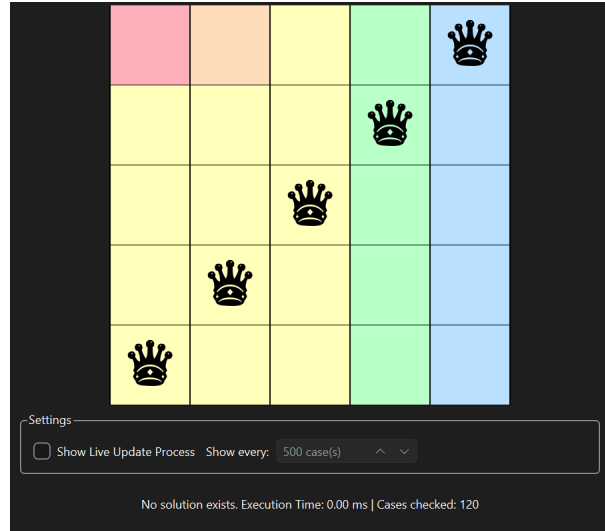 Settings
Show Live Update Process Show every: 500 case(s)
No solution exists. Execution Time: 0.00 ms | Cases checked: 120